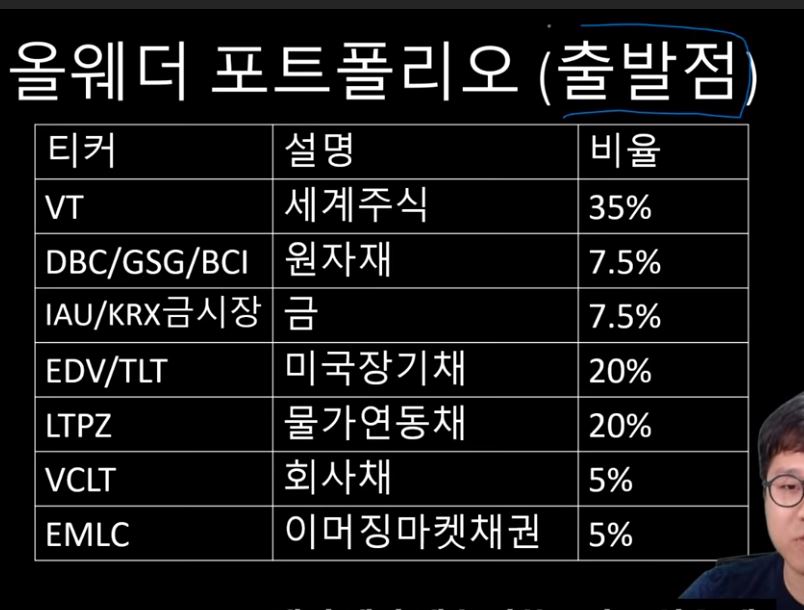 올웨더 포트폴리오 (출발점)
티커 설명 비율
VT 세계주식 35%
DBC/GSG/BCI 원자재 7.5%
IAU/KRX금시장 금 7.5%
EDV/TLT 미국장기채 20%
LTPZ 물가연동채 20%
VCLT 회사채 5%
EMLC 이머징마켓채권 5%